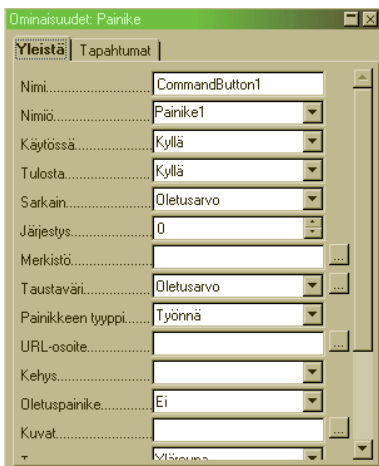 Ominaisuudet: Painike
Yleistä Tapahtumat
Nimi CommandButton1
Nimiö Painike1
Käytössä Kyllä
Tulosta Kyllä
Sarkain Oletusarvo
Järjestys 0
Merkistö ...
Taustaväri Oletusarvo ...
Painikkeen tyyppi Työnnä
URL-osoite ...
Kehys
Oletuspainike Ei
Kuvat ...